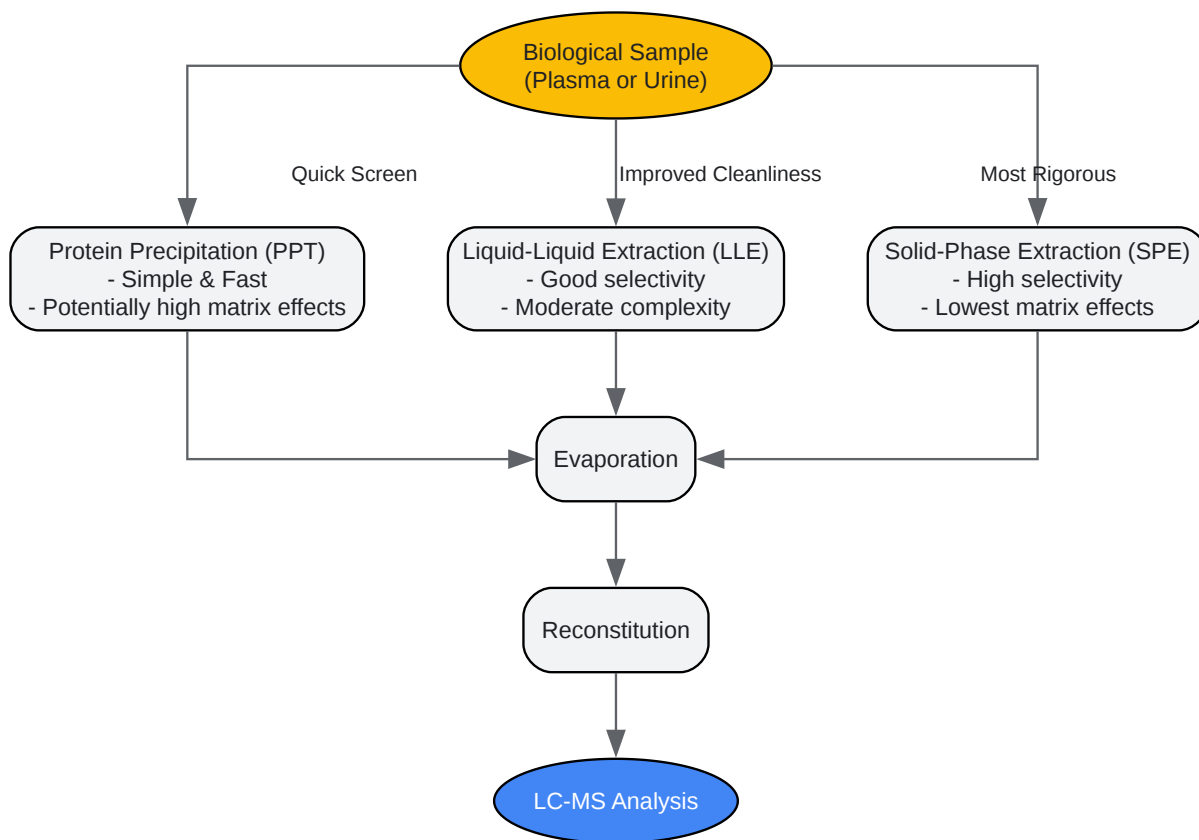 Biological Sample
(Plasma or Urine)
Quick Screen
Improved Cleanliness
Most Rigorous
Protein Precipitation (PPT)
- Simple & Fast
- Potentially high matrix effects
Liquid-Liquid Extraction (LLE)
- Good selectivity
- Moderate complexity
Solid-Phase Extraction (SPE)
- High selectivity
- Lowest matrix effects
Evaporation
Reconstitution
LC-MS Analysis